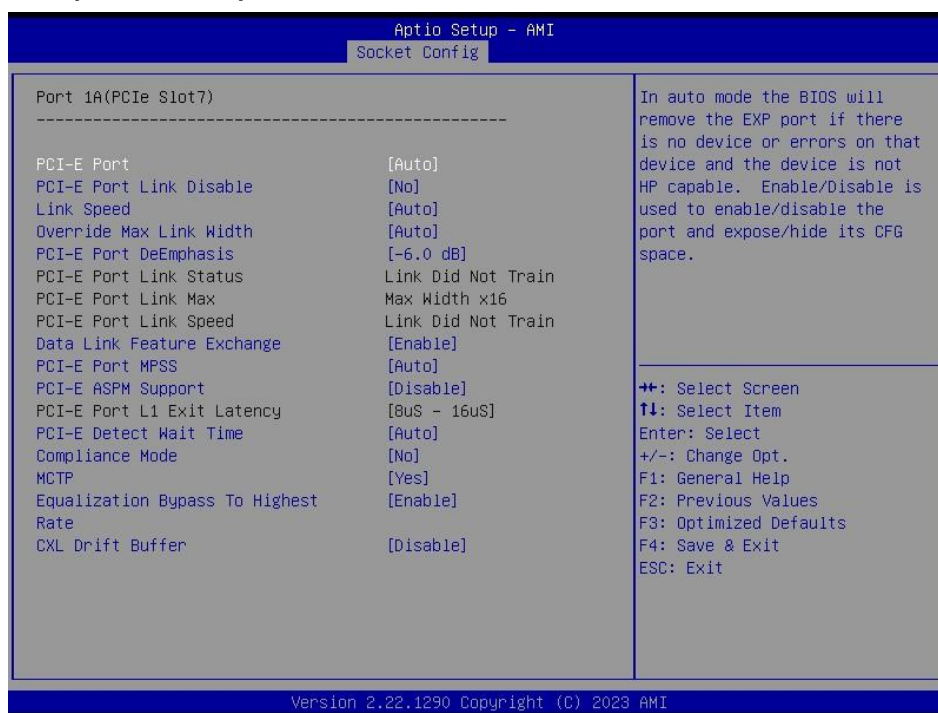 Aptio Setup - AMI
Socket Config
Port 1A(PCIe Slot7)
--------------------------------------------------
PCI-E Port [Auto]
PCI-E Port Link Disable [No]
Link Speed [Auto]
Override Max Link Width [Auto]
PCI-E Port DeEmphasis [-6.0 dB]
PCI-E Port Link Status Link Did Not Train
PCI-E Port Link Max Max Width x16
PCI-E Port Link Speed Link Did Not Train
Data Link Feature Exchange [Enable]
PCI-E Port MPSS [Auto]
PCI-E ASPM Support [Disable]
PCI-E Port L1 Exit Latency [8uS - 16uS]
PCI-E Detect Wait Time [Auto]
Compliance Mode [No]
MCTP [Yes]
Equalization Bypass To Highest [Enable]
Rate
CXL Drift Buffer [Disable]
In auto mode the BIOS will
remove the EXP port if there
is no device or errors on that
device and the device is not
HP capable. Enable/Disable is
used to enable/disable the
port and expose/hide its CFG
space.
→←: Select Screen
↑↓: Select Item
Enter: Select
+/-: Change Opt.
F1: General Help
F2: Previous Values
F3: Optimized Defaults
F4: Save & Exit
ESC: Exit
Version 2.22.1290 Copyright (C) 2023 AMI